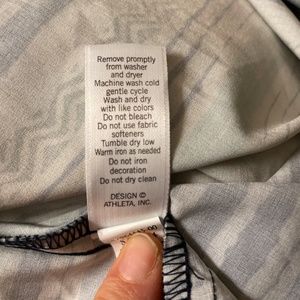 Remove promptly
from washer
and dryer
Machine wash cold
gentle cycle
Wash and dry
with like colors
Do not bleach
Do not use fabric
softeners
Tumble dry low
Warm iron as needed
Do not iron
decoration
Do not dry clean
DESIGN ©
ATHLETA, INC.